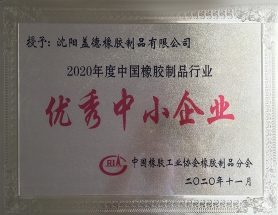 授予：沈阳盖德橡胶制品有限公司
2020年度中国橡胶制品行业
优秀中小企业
CRIA
中国橡胶工业协会橡胶制品分会
二〇二〇年十一月